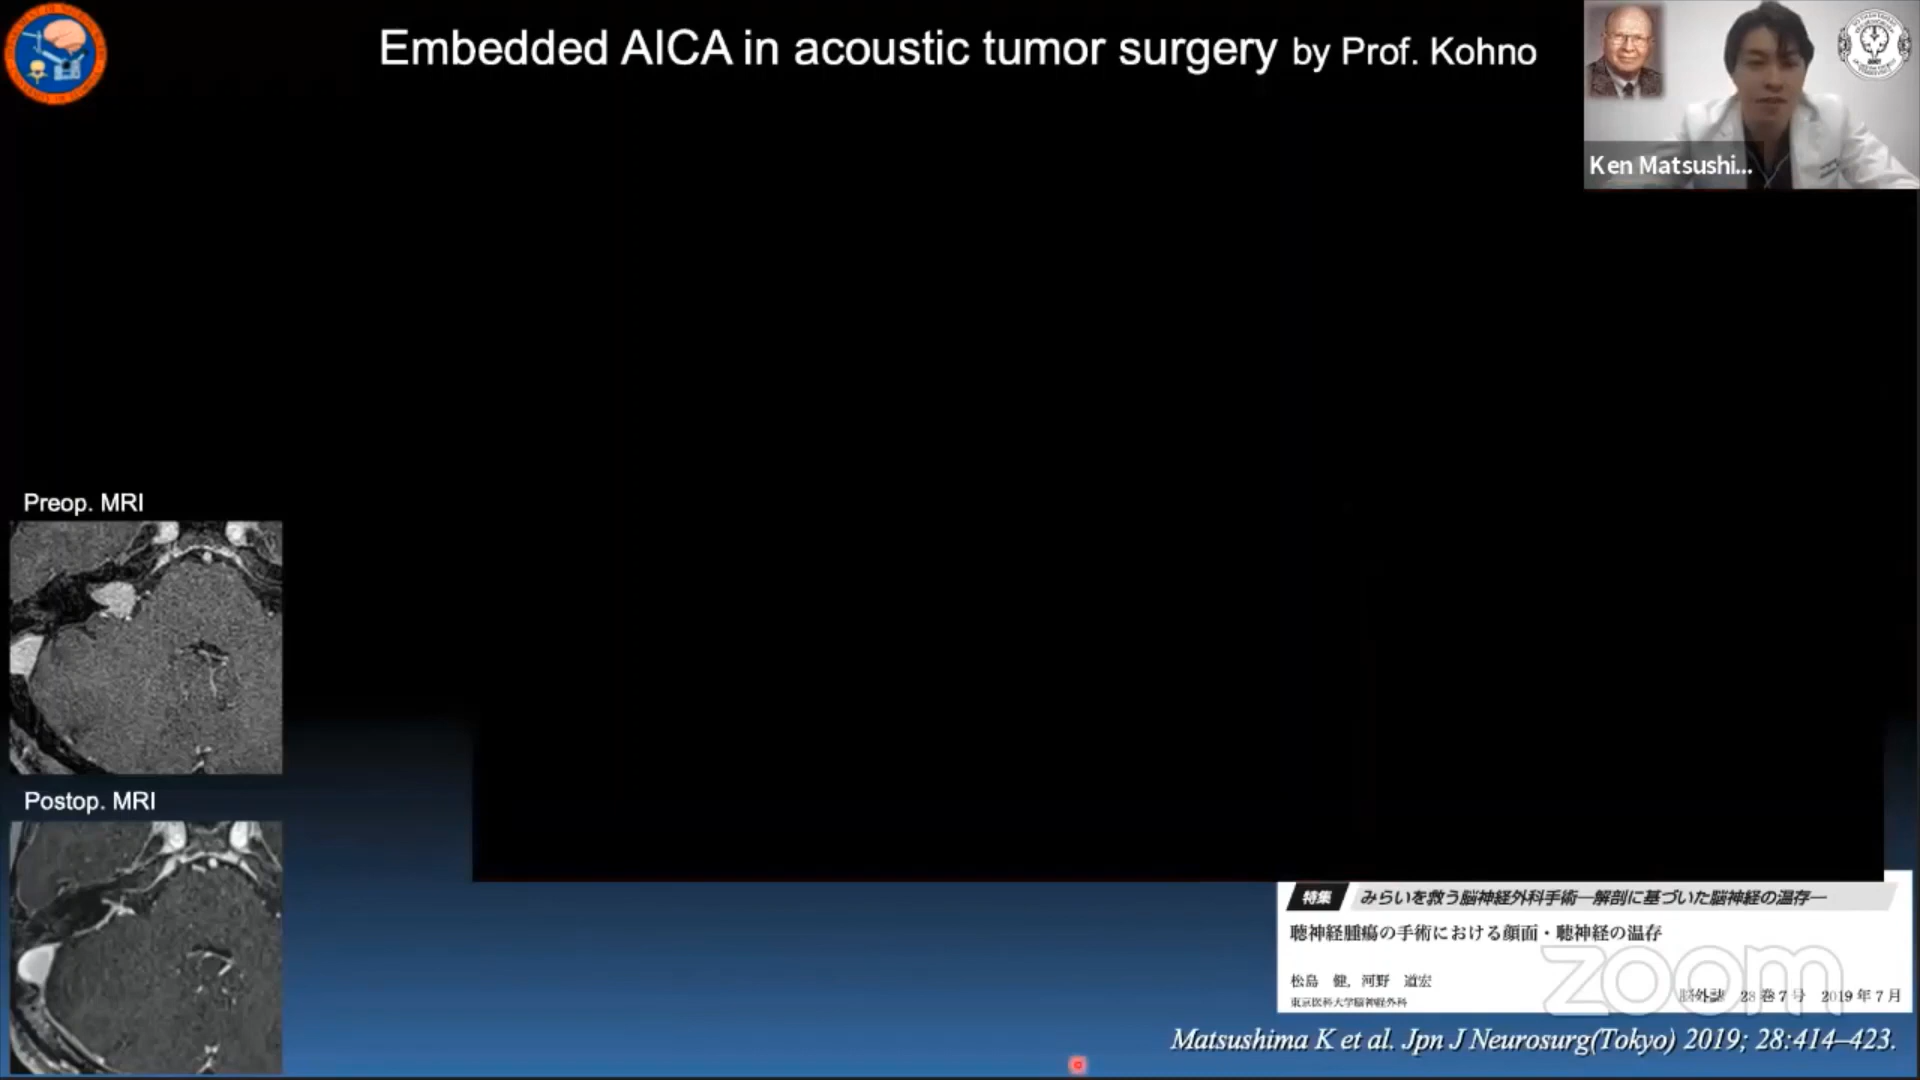 Embedded AICA in acoustic tumor surgery by Prof. Kohno
Ken Matsushi...
Preop. MRI
Postop. MRI
特集 みらいを救う脳神経外科手術―解剖に基づいた脳神経の温存―
聴神経腫瘍の手術における顔面・聴神経の温存
松島 健, 河野 道宏
東京医科大学脳神経外科
脳外誌 28巻7号 2019年7月
zoom
Matsushima K et al. Jpn J Neurosurg(Tokyo) 2019; 28:414–423.